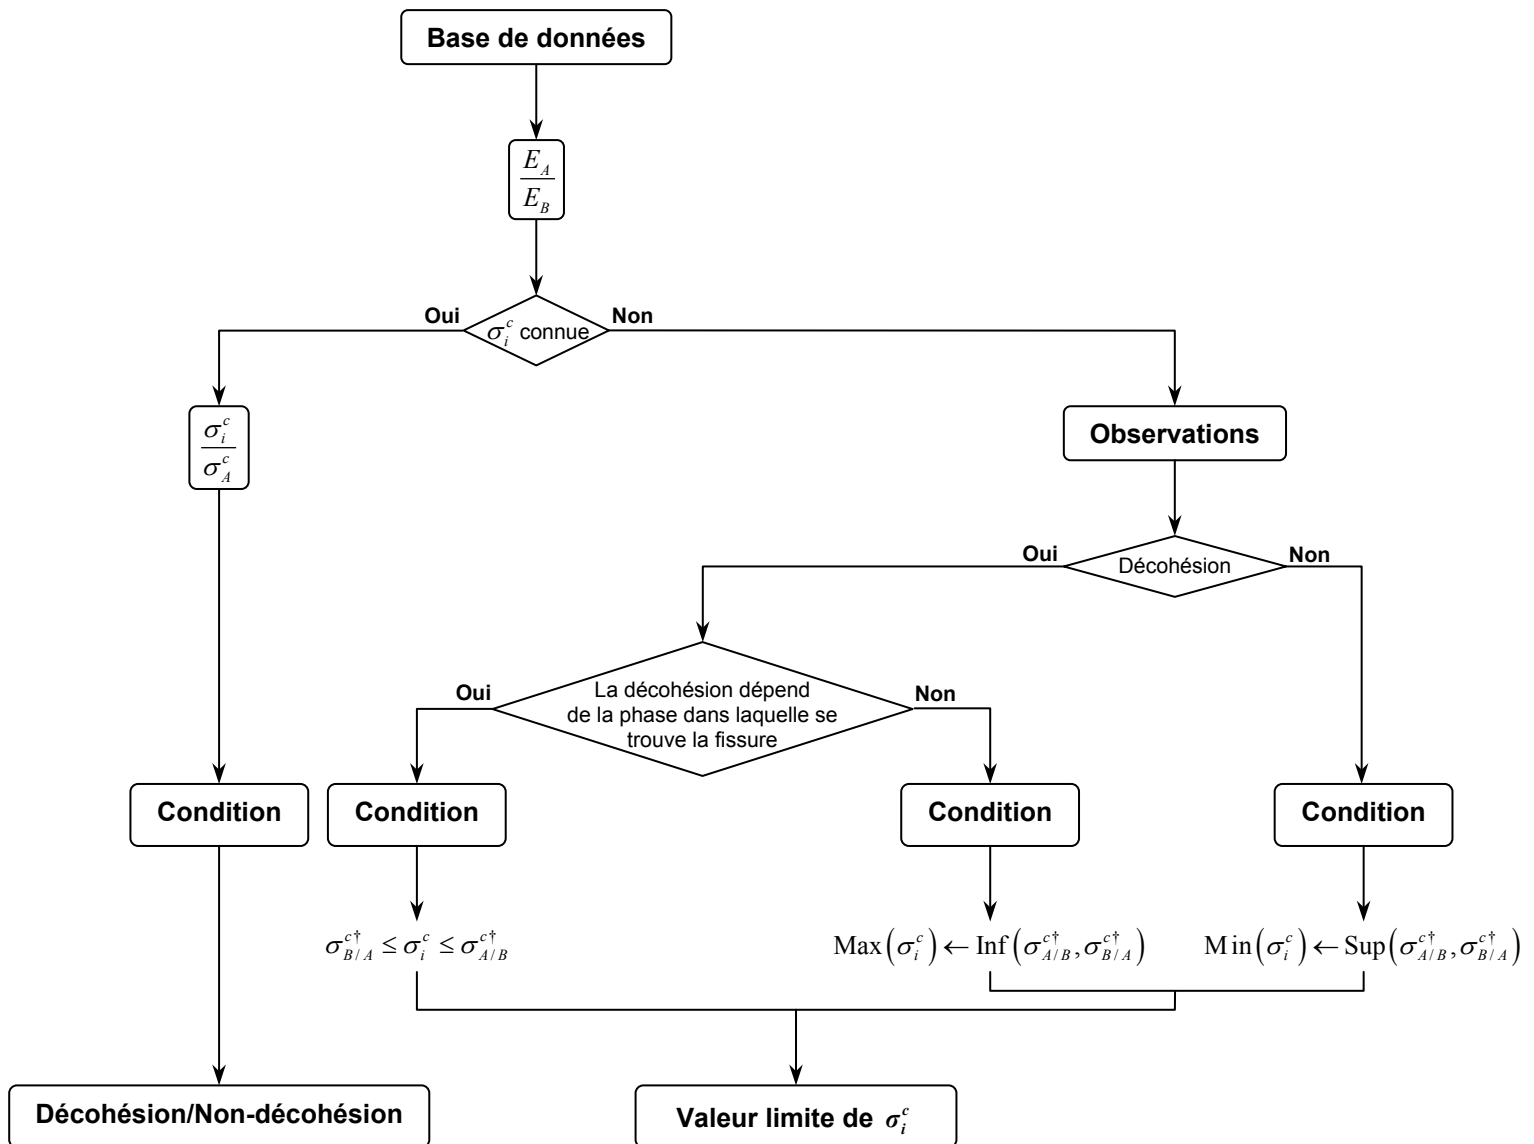 Base de données
E_A
E_B
Oui
σ_i^c connue
Non
σ_i^c
σ_A^c
Observations
Oui
Décohésion
Non
Oui
La décohésion dépend
de la phase dans laquelle se
trouve la fissure
Non
Condition
Condition
Condition
Condition
σ_{B/A}^{c†} ≤ σ_i^c ≤ σ_{A/B}^{c†}
Max(σ_i^c) ← Inf(σ_{A/B}^{c†}, σ_{B/A}^{c†})
Min(σ_i^c) ← Sup(σ_{A/B}^{c†}, σ_{B/A}^{c†})
Décohésion/Non-décohésion
Valeur limite de σ_i^c